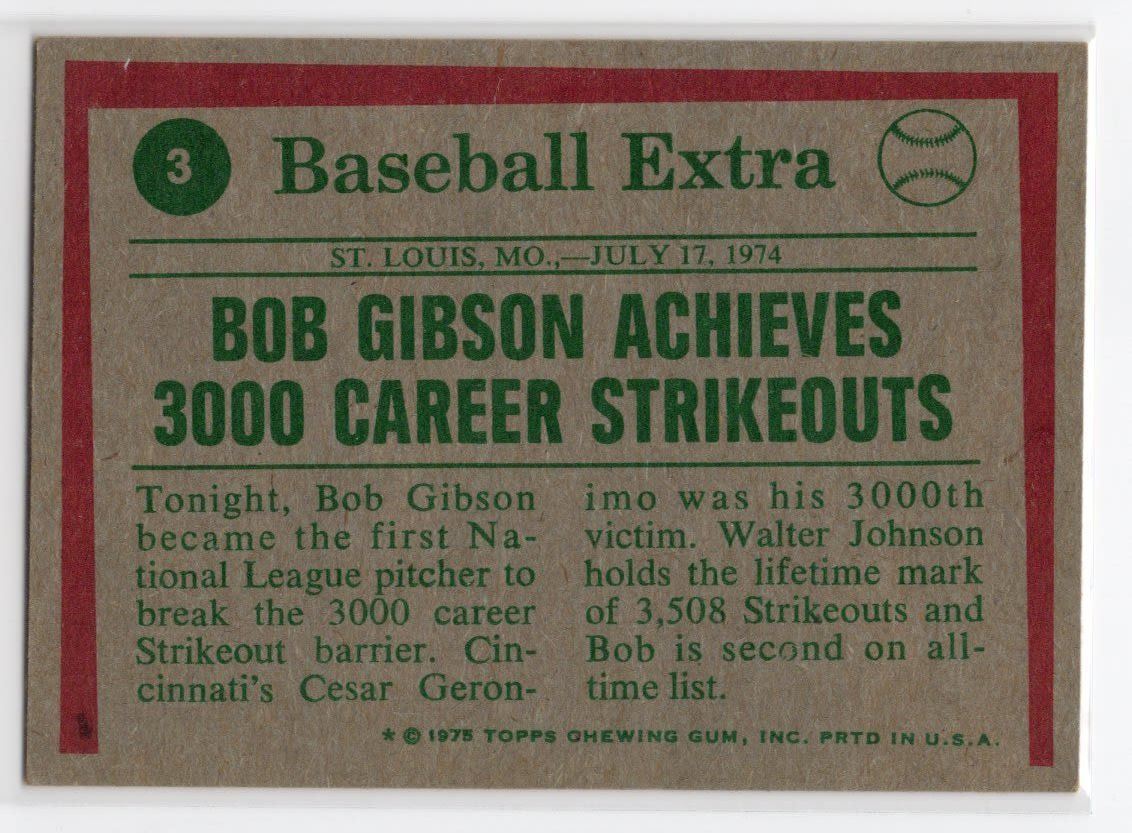 3
Baseball Extra
ST. LOUIS, MO.,—JULY 17, 1974
BOB GIBSON ACHIEVES
3000 CAREER STRIKEOUTS
Tonight, Bob Gibson
became the first Na-
tional League pitcher to
break the 3000 career
Strikeout barrier. Cin-
cinnati's Cesar Geron-
imo was his 3000th
victim. Walter Johnson
holds the lifetime mark
of 3,508 Strikeouts and
Bob is second on all-
time list.
* © 1975 TOPPS CHEWING GUM, INC. PRTD IN U.S.A.